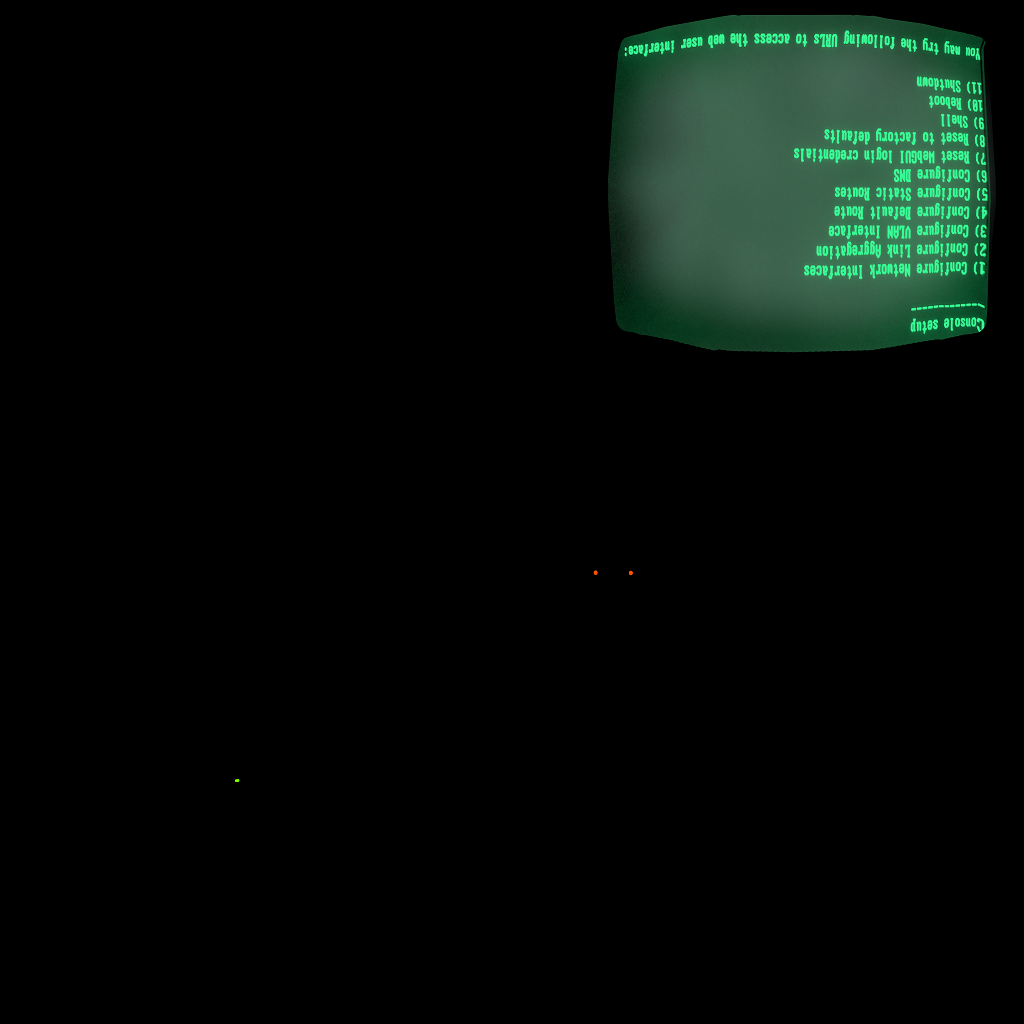 Console setup
-------------
1) Configure Network Interfaces
2) Configure Link Aggregation
3) Configure VLAN Interface
4) Configure Default Route
5) Configure Static Routes
6) Configure DNS
7) Reset WebGUI login credentials
8) Reset to factory defaults
9) Shell
10) Reboot
11) Shutdown
You may try the following URLs to access the web user interface: